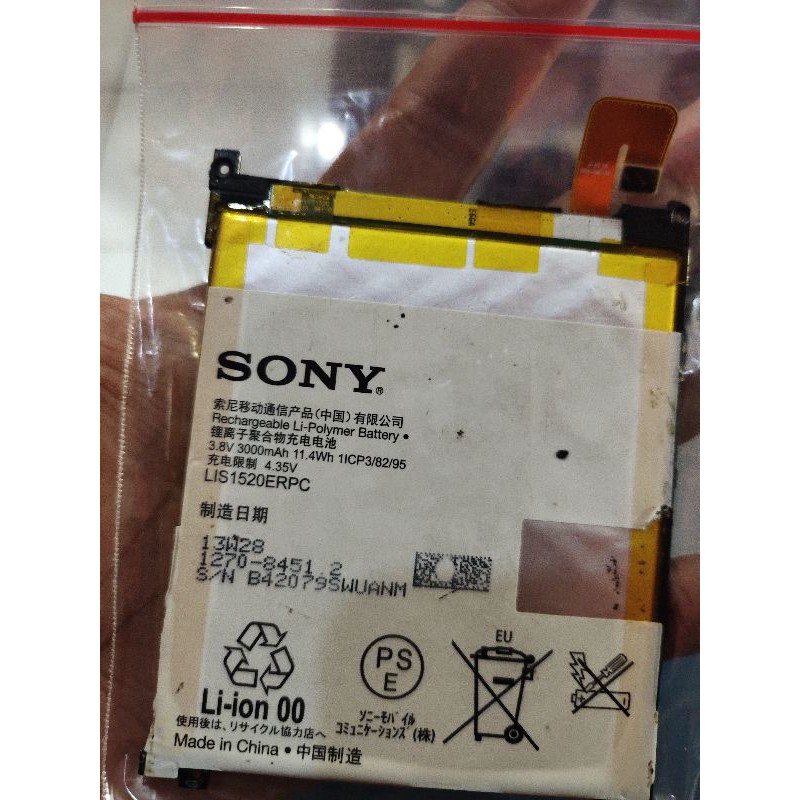 SONY®
索尼移动通信产品(中国)有限公司
Rechargeable Li-Polymer Battery •
锂离子聚合物充电电池
3.8V 3000mAh 11.4Wh 1ICP3/82/95
充电限制 4.35V
LIS1520ERPC
制造日期
13W28
1270-8451.2
S/N B42079SWUANM
PS
E
EU
Li-ion 00
使用後は、リサイクル協力店へ
Made in China • 中国制造
ソニーモバイル
コミュニケーションズ(株)